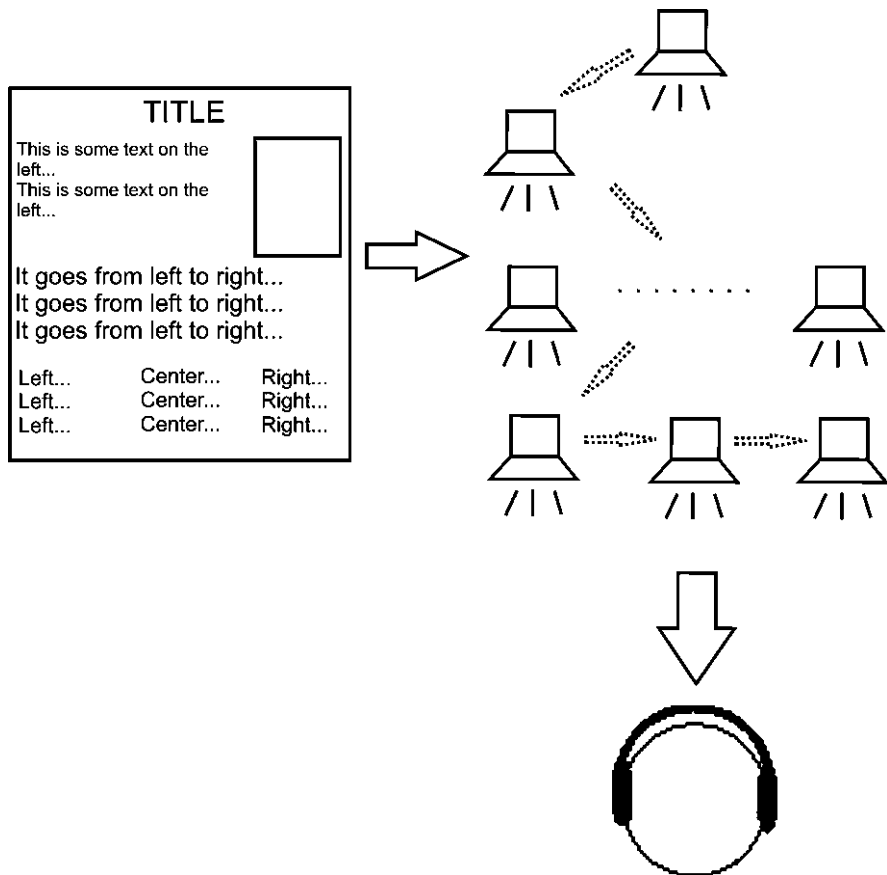 TITLE
This is some text on the
left...
This is some text on the
left...
It goes from left to right...
It goes from left to right...
It goes from left to right...
Left... Center... Right...
Left... Center... Right...
Left... Center... Right...